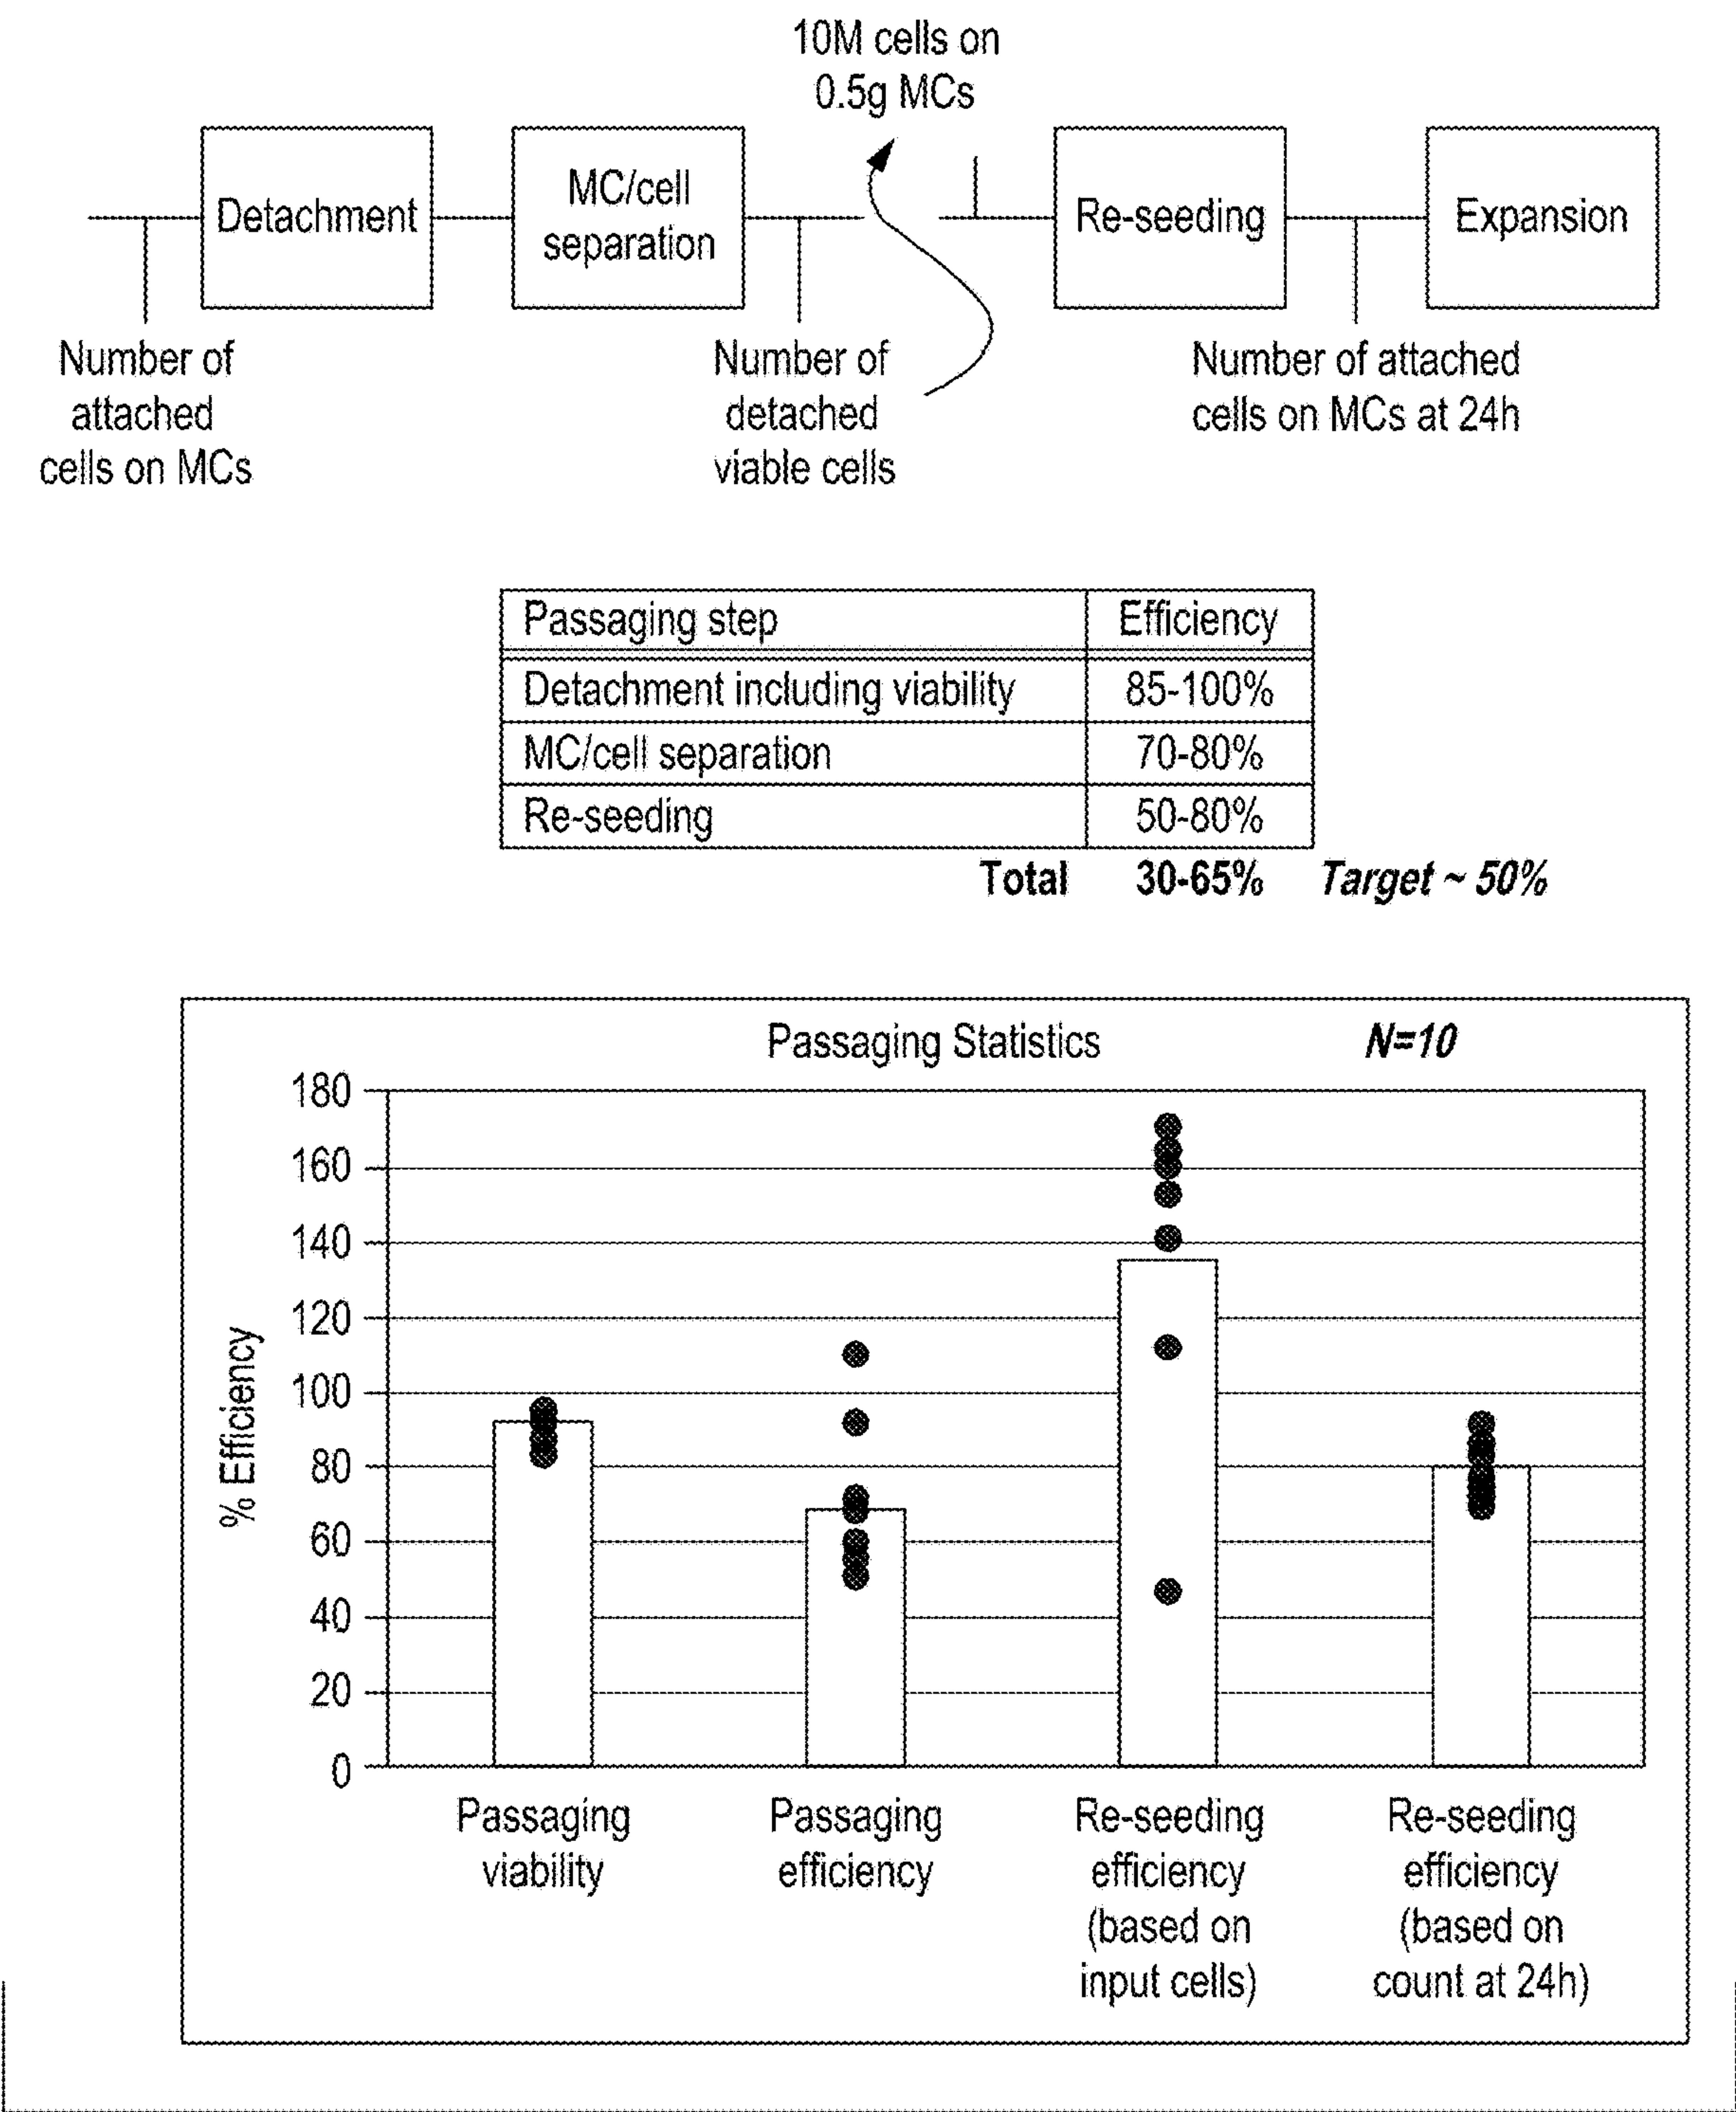 10M cells on
0.5g MCs
Detachment
MC/cell
separation
Re-seeding
Expansion
Number of
attached
cells on MCs
Number of
detached
viable cells
Number of attached
cells on MCs at 24h
Passaging step Efficiency
Detachment including viability 85-100%
MC/cell separation 70-80%
Re-seeding 50-80%
Total 30-65% Target ~ 50%
Passaging Statistics N=10
% Efficiency
180
160
140
120
100
80
60
40
20
0
Passaging
viability
Passaging
efficiency
Re-seeding
efficiency
(based on
input cells)
Re-seeding
efficiency
(based on
count at 24h)